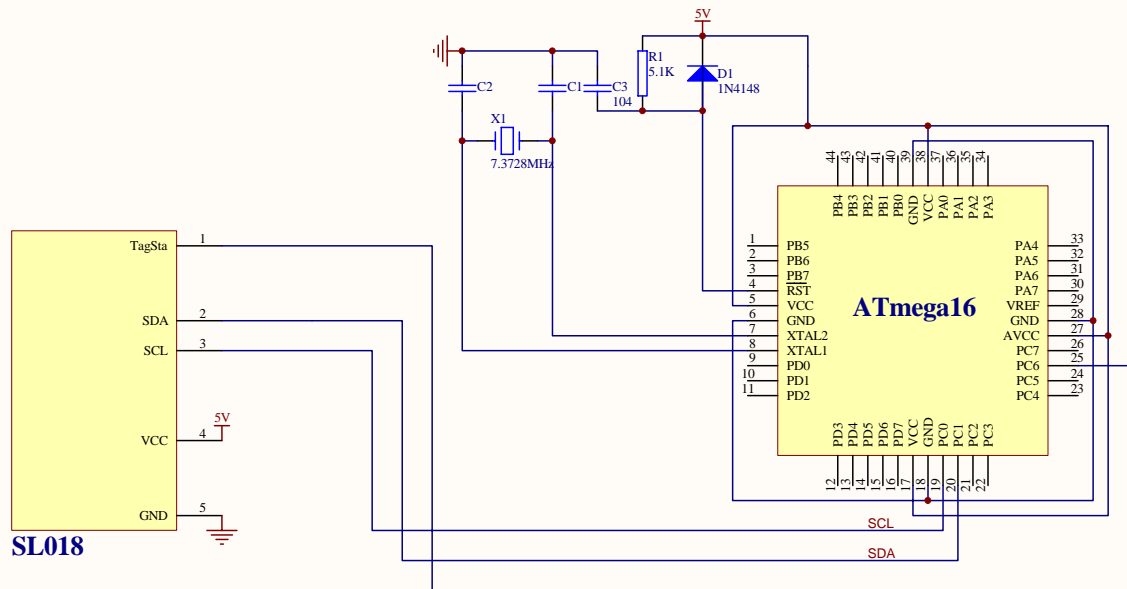 5V
R1
5.1K
D1
1N4148
C2
C1
C3
104
X1
7.3728MHz
44
43
42
41
40
39
38
37
36
35
34
PB4
PB3
PB2
PB1
PB0
GND
VCC
PA0
PA1
PA2
PA3
1 PB5
2 PB6
3 PB7
4 RST
5 VCC
6 GND
7 XTAL2
8 XTAL1
9 PD0
10 PD1
11 PD2
ATmega16
PA4 33
PA5 32
PA6 31
PA7 30
VREF 29
GND 28
AVCC 27
PC7 26
PC6 25
PC5 24
PC4 23
PD3
PD4
PD5
PD6
PD7
VCC
GND
PC0
PC1
PC2
PC3
12
13
14
15
16
17
18
19
20
21
22
TagSta 1
SDA 2
SCL 3
5V
VCC 4
GND 5
SL018
SCL
SDA